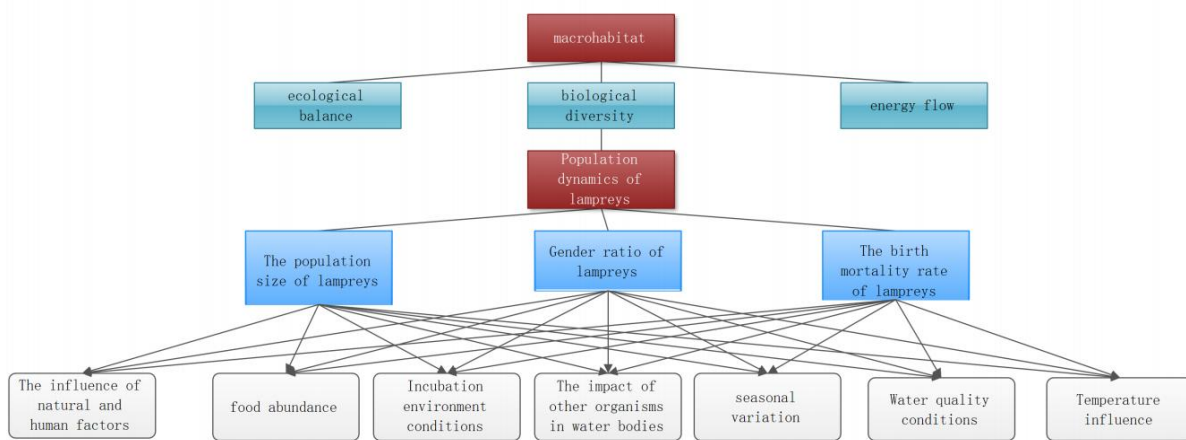 macrohabitat
ecological
balance
biological
diversity
energy flow
Population
dynamics of
lampreys
The population
size of lampreys
Gender ratio of
lampreys
The birth
mortality rate
of lampreys
The influence of
natural and
human factors
food abundance
Incubation
environment
conditions
The impact of
other organisms
in water bodies
seasonal
variation
Water quality
conditions
Temperature
influence